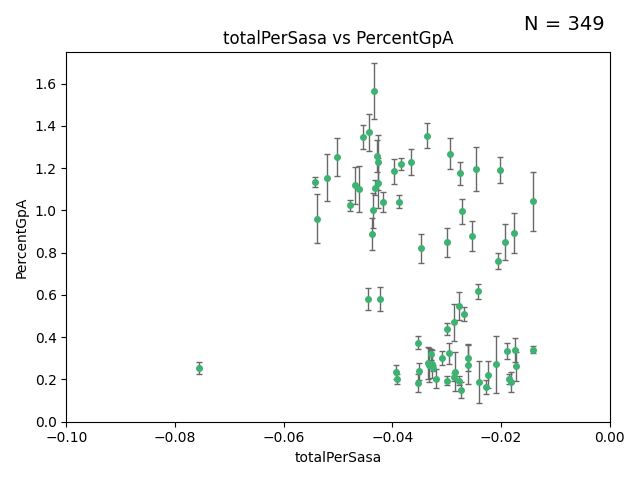 N = 349
totalPerSasa vs PercentGpA
PercentGpA
1.6
1.4
1.2
1.0
0.8
0.6
0.4
0.2
0.0
−0.10 −0.08 −0.06 −0.04 −0.02 0.00
totalPerSasa